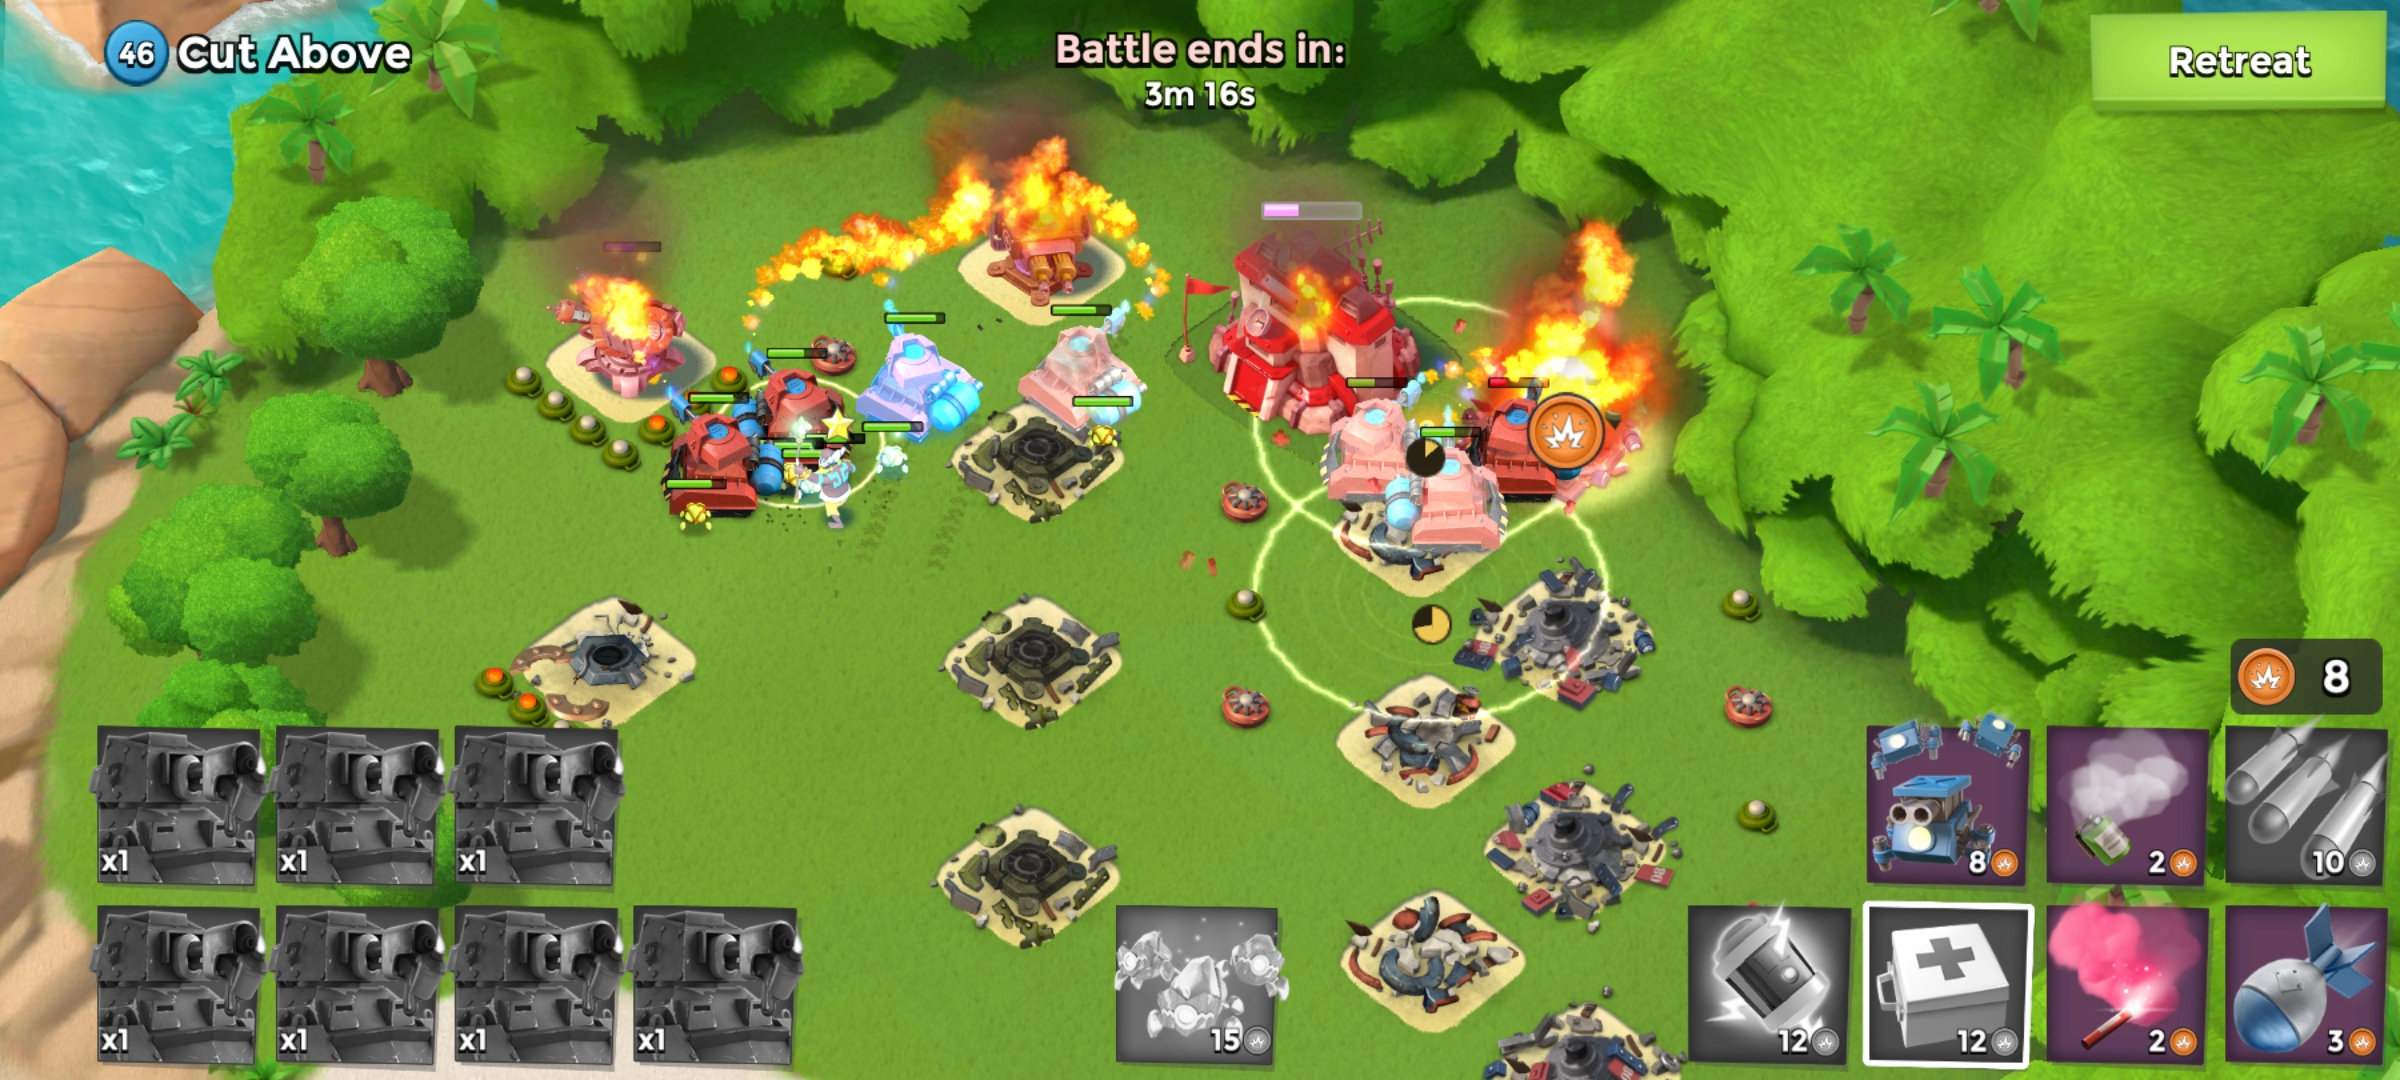 46 Cut Above
Battle ends in:
3m 16s
Retreat
8
x1 x1 x1
8 2 10
x1 x1 x1 x1
15 12 12 2 3